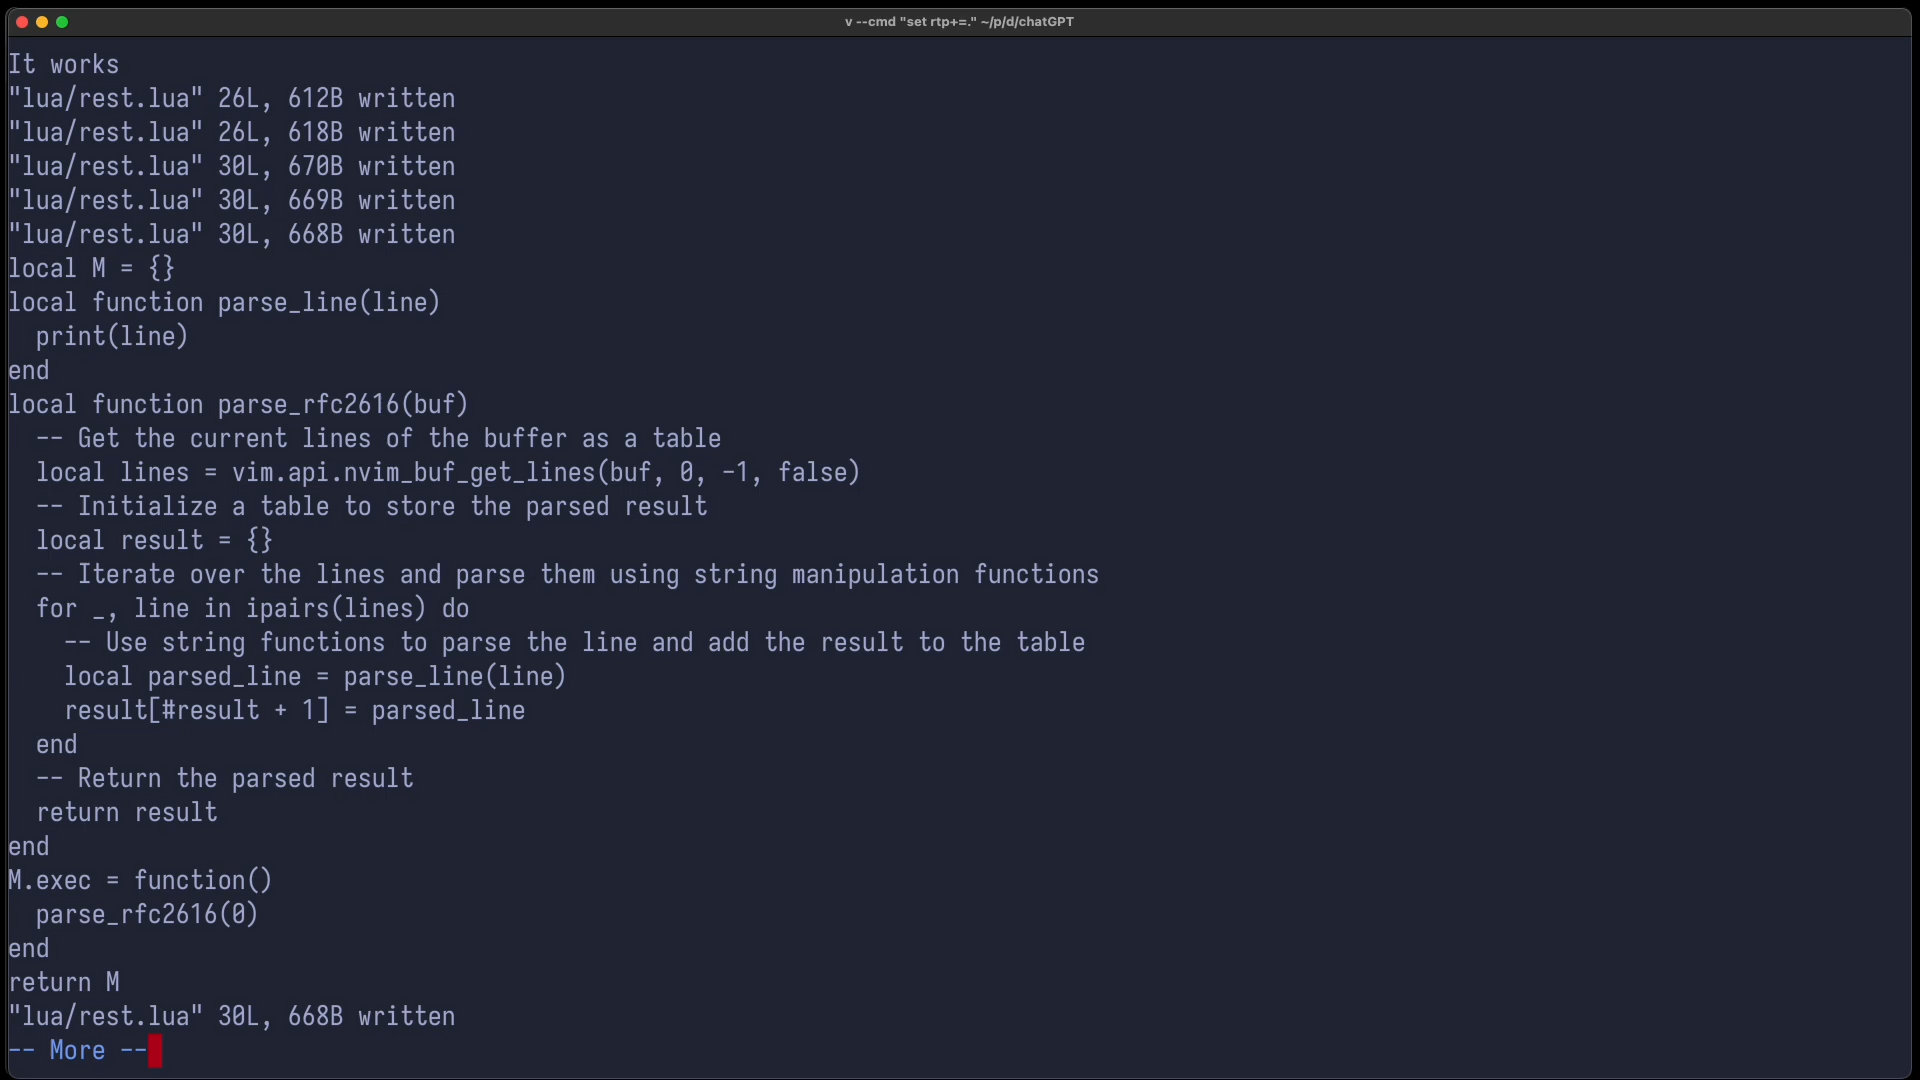 v --cmd "set rtp+=." ~/p/d/chatGPT
It works
"lua/rest.lua" 26L, 612B written
"lua/rest.lua" 26L, 618B written
"lua/rest.lua" 30L, 670B written
"lua/rest.lua" 30L, 669B written
"lua/rest.lua" 30L, 668B written
local M = {}
local function parse_line(line)
  print(line)
end
local function parse_rfc2616(buf)
  -- Get the current lines of the buffer as a table
  local lines = vim.api.nvim_buf_get_lines(buf, 0, -1, false)
  -- Initialize a table to store the parsed result
  local result = {}
  -- Iterate over the lines and parse them using string manipulation functions
  for _, line in ipairs(lines) do
    -- Use string functions to parse the line and add the result to the table
    local parsed_line = parse_line(line)
    result[#result + 1] = parsed_line
  end
  -- Return the parsed result
  return result
end
M.exec = function()
  parse_rfc2616(0)
end
return M
"lua/rest.lua" 30L, 668B written
-- More --